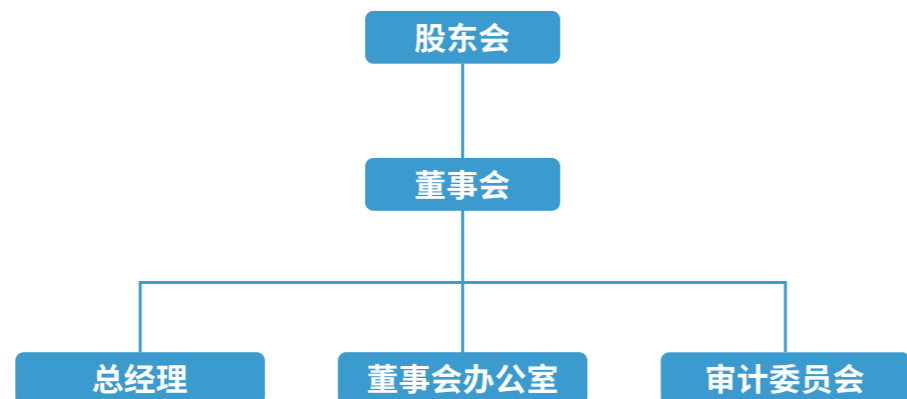 股东会
董事会
总经理
董事会办公室
审计委员会